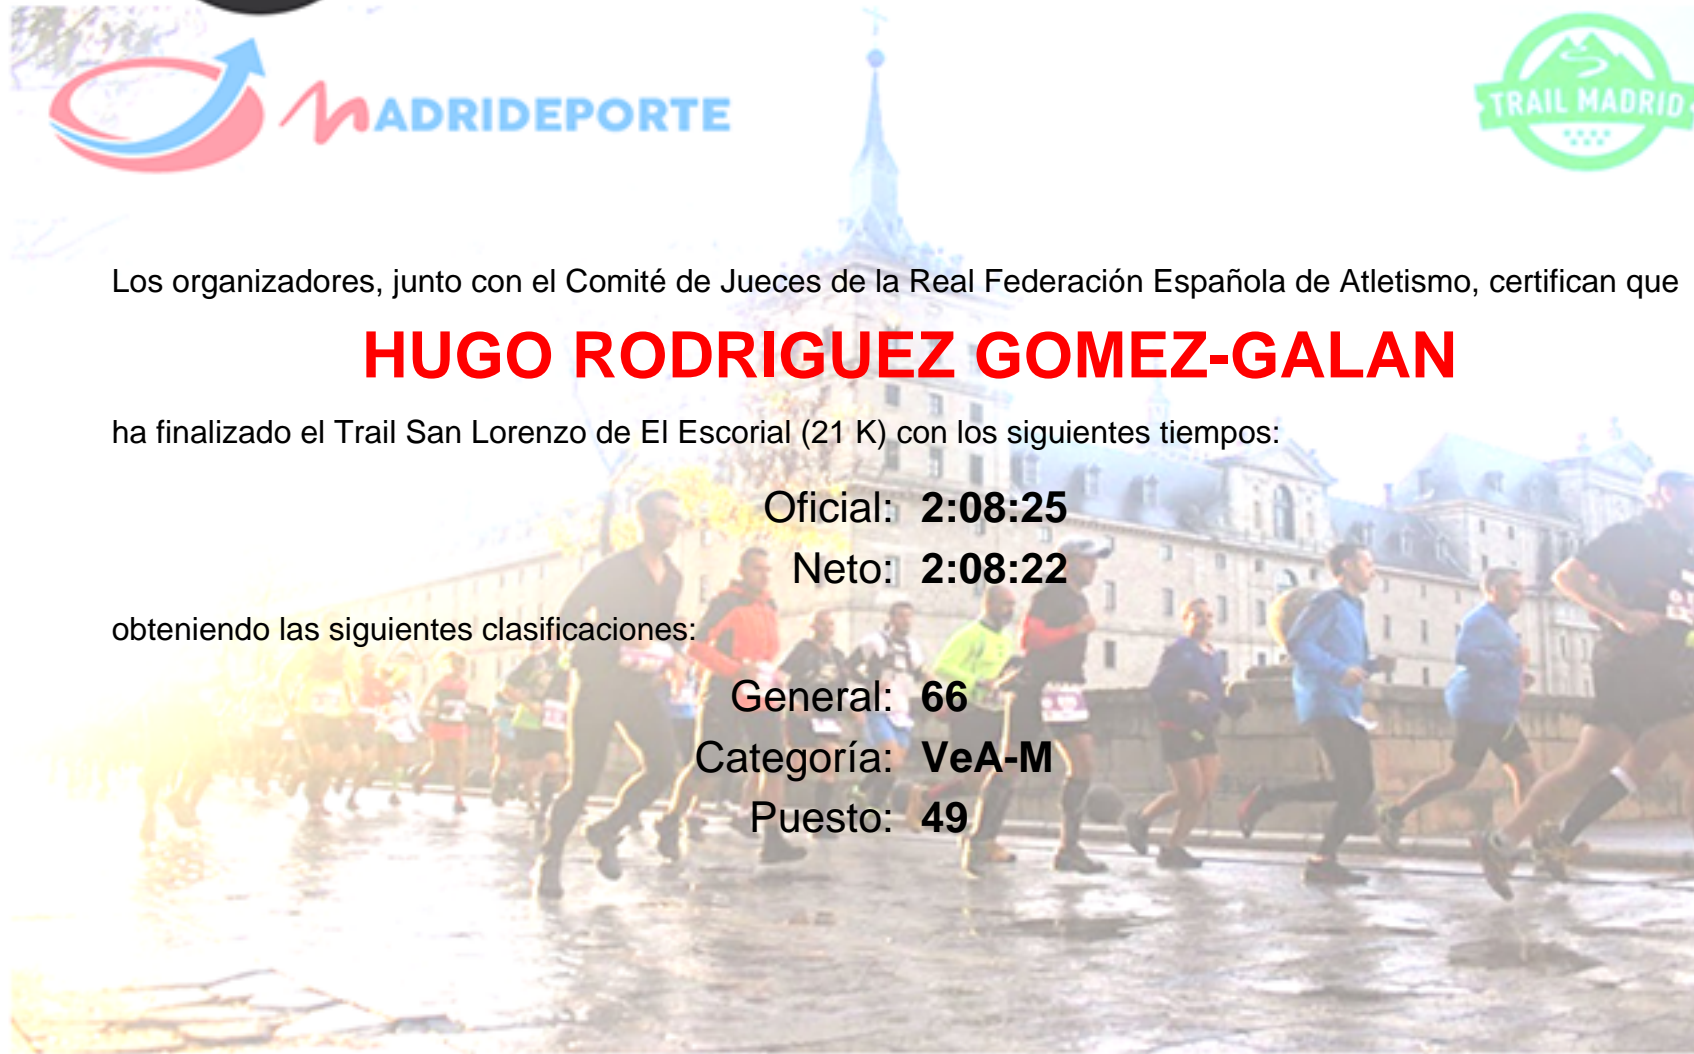 MADRIDEPORTE
TRAIL MADRID
Los organizadores, junto con el Comité de Jueces de la Real Federación Española de Atletismo, certifican que
HUGO RODRIGUEZ GOMEZ-GALAN
ha finalizado el Trail San Lorenzo de El Escorial (21 K) con los siguientes tiempos:
Oficial: 2:08:25
Neto: 2:08:22
obteniendo las siguientes clasificaciones:
General: 66
Categoría: VeA-M
Puesto: 49